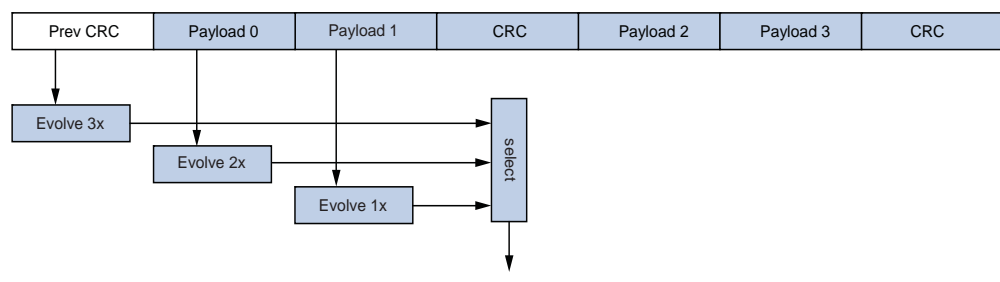 Prev CRC
Payload 0
Payload 1
CRC
Payload 2
Payload 3
CRC
Evolve 3x
Evolve 2x
Evolve 1x
select